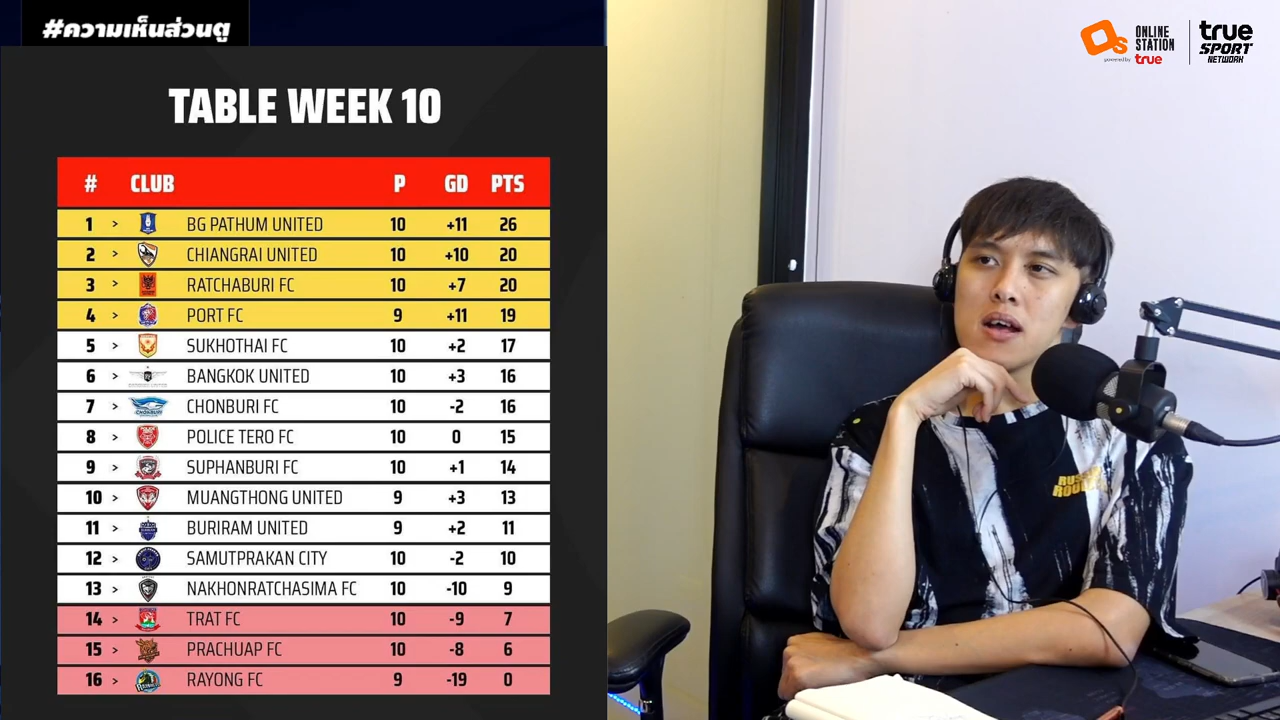 #ความเห็นส่วนตู
TABLE WEEK 10
# CLUB P GD PTS
1 > BG PATHUM UNITED 10 +11 26
2 > CHIANGRAI UNITED 10 +10 20
3 > RATCHABURI FC 10 +7 20
4 > PORT FC 9 +11 19
5 > SUKHOTHAI FC 10 +2 17
6 > BANGKOK UNITED 10 +3 16
7 > CHONBURI FC 10 -2 16
8 > POLICE TERO FC 10 0 15
9 > SUPHANBURI FC 10 +1 14
10 > MUANGTHONG UNITED 9 +3 13
11 > BURIRAM UNITED 9 +2 11
12 > SAMUTPRAKAN CITY 10 -2 10
13 > NAKHONRATCHASIMA FC 10 -10 9
14 > TRAT FC 10 -9 7
15 > PRACHUAP FC 10 -8 6
16 > RAYONG FC 9 -19 0
OS ONLINE
STATION
powered by true
true
SPORT
NETWORK